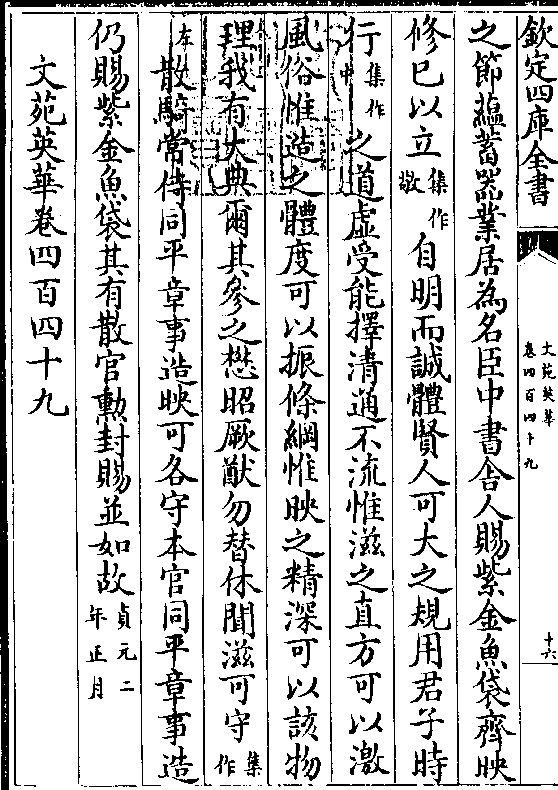 欽定四庫全書
文苑英華
卷四百四十九
十六
之節蘊蓄器業居為名臣中書舍人賜紫金魚袋齊映
修已以立集作敬自明而誠體賢人可大之規用君子時
行集作中之道虛受能擇清通不流惟滋之直方可以激
風俗惟造之體度可以振條綱惟映之精深可以該物
理我有大典爾其參之懋昭厥猷勿替休聞滋可守集作
左散騎常侍同平章事造映可各守本官同平章事造
仍賜紫金魚袋其有散官勲封賜並如故貞元二年正月
文苑英華卷四百四十九